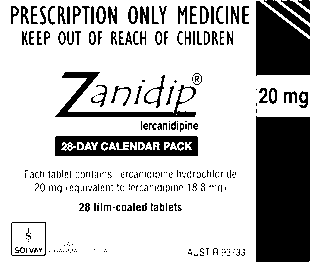 PRESCRIPTION ONLY MEDICINE
KEEP OUT OF REACH OF CHILDREN
Zanidip®
20 mg
lercanidipine
28-DAY CALENDAR PACK
Each tablet contains lercanidipine hydrochloride
20 mg (equivalent to lercanidipine 18.8 mg)
28 film-coated tablets
SOLVAY
AUST R